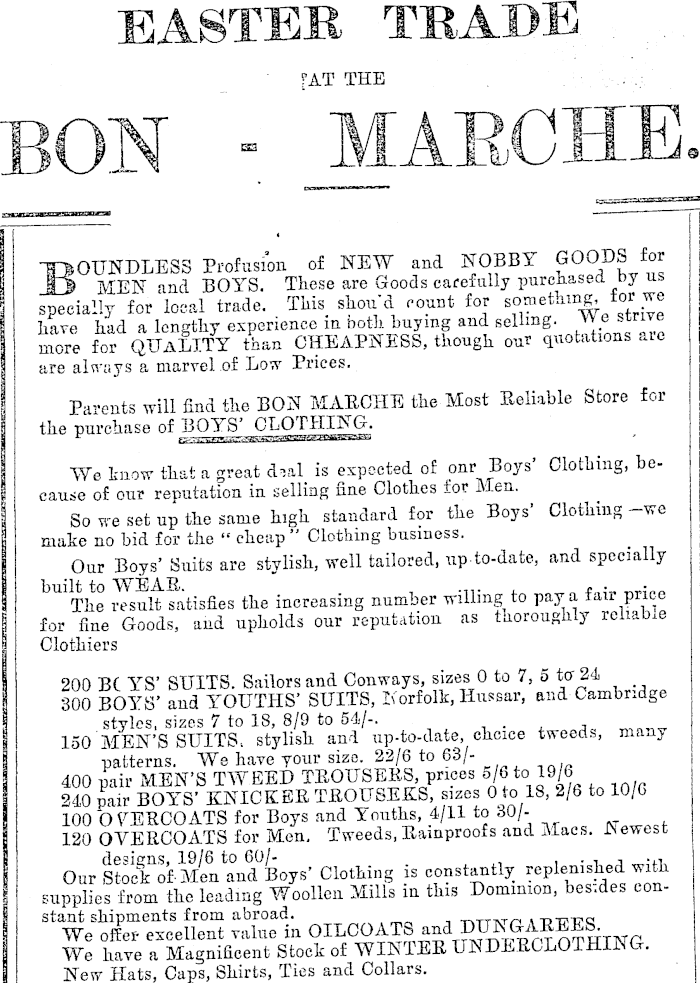 EASTER TRADE
AT THE
BON - MARCHE.
BOUNDLESS Profusion of NEW and NOBBY GOODS for
MEN and BOYS. These are Goods carefully purchased by us
specially for local trade. This shou'd count for something, for we
have had a lengthy experience in both buying and selling. We strive
more for QUALITY than CHEAPNESS, though our quotations are
are always a marvel of Low Prices.
Parents will find the BON MARCHE the Most Reliable Store for
the purchase of BOYS' CLOTHING.
We know that a great deal is expected of onr Boys' Clothing, be-
cause of our reputation in selling fine Clothes for Men.
So we set up the same high standard for the Boys' Clothing—we
make no bid for the "cheap" Clothing business.
Our Boys' Suits are stylish, well tailored, up-to-date, and specially
built to WEAR.
The result satisfies the increasing number willing to pay a fair price
for fine Goods, and upholds our reputation as thoroughly reliable
Clothiers
200 BOYS' SUITS. Sailors and Conways, sizes 0 to 7, 5 to 24
300 BOYS' and YOUTHS' SUITS, Norfolk, Hussar, and Cambridge
styles, sizes 7 to 18, 8/9 to 54/-.
150 MEN'S SUITS, stylish and up-to-date, choice tweeds, many
patterns. We have your size. 22/6 to 63/-
400 pair MEN'S TWEED TROUSERS, prices 5/6 to 19/6
240 pair BOYS' KNICKER TROUSEKS, sizes 0 to 18, 2/6 to 10/6
100 OVERCOATS for Boys and Youths, 4/11 to 30/-
120 OVERCOATS for Men. Tweeds, Rainproofs and Macs. Newest
designs, 19/6 to 60/-
Our Stock of Men and Boys' Clothing is constantly replenished with
supplies from the leading Woollen Mills in this Dominion, besides con-
stant shipments from abroad.
We offer excellent value in OILCOATS and DUNGAREES.
We have a Magnificent Stock of WINTER UNDERCLOTHING.
New Hats, Caps, Shirts, Ties and Collars.